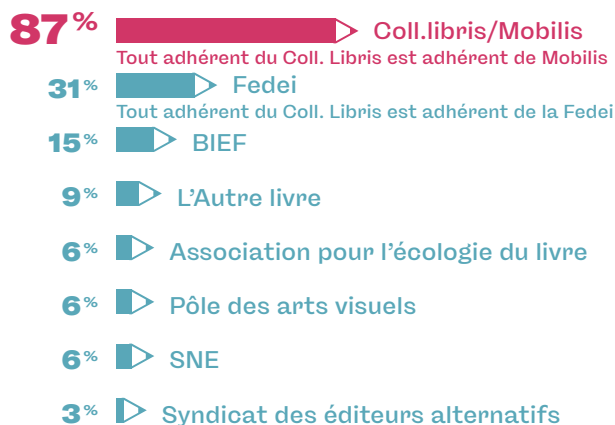 87% Coll.libris/Mobilis
Tout adhérent du Coll. Libris est adhérent de Mobilis
31% Fedei
Tout adhérent du Coll. Libris est adhérent de la Fedei
15% BIEF
9% L'Autre livre
6% Association pour l'écologie du livre
6% Pôle des arts visuels
6% SNE
3% Syndicat des éditeurs alternatifs